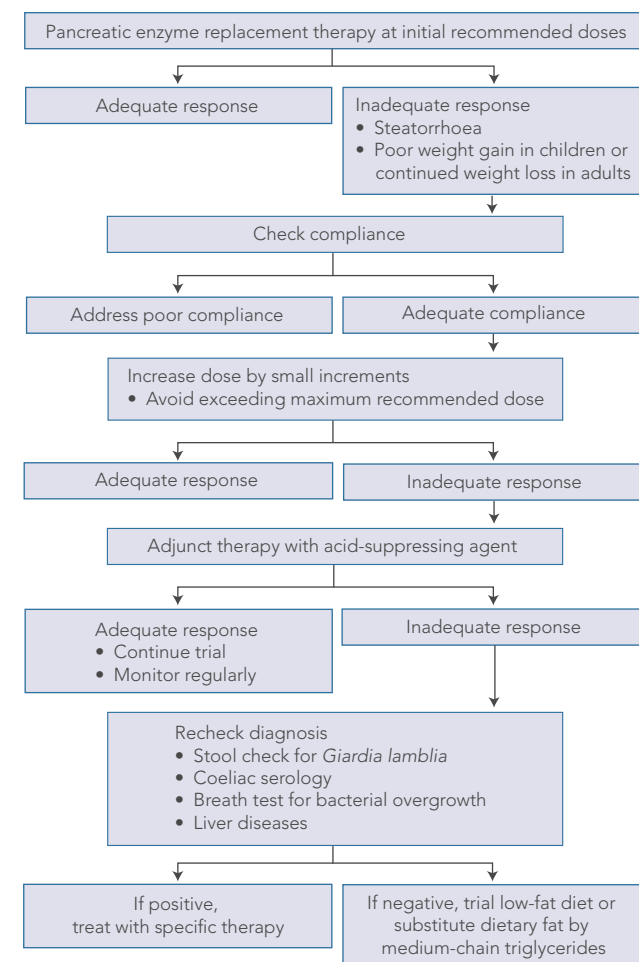 Pancreatic enzyme replacement therapy at initial recommended doses
Adequate response
Inadequate response
• Steatorrhoea
• Poor weight gain in children or
continued weight loss in adults
Check compliance
Address poor compliance
Adequate compliance
Increase dose by small increments
• Avoid exceeding maximum recommended dose
Adequate response
Inadequate response
Adjunct therapy with acid-suppressing agent
Adequate response
• Continue trial
• Monitor regularly
Inadequate response
Recheck diagnosis
• Stool check for Giardia lamblia
• Coeliac serology
• Breath test for bacterial overgrowth
• Liver diseases
If positive,
treat with specific therapy
If negative, trial low-fat diet or
substitute dietary fat by
medium-chain triglycerides